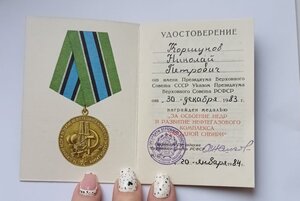 УДОСТОВЕРЕНИЕ
Коршунов
Николай
Петрович
от имени Президиума Верховного
Совета СССР Указом Президиума
Верховного Совета РСФСР
от „30 декабря 1983 г.
награжден медалью
„ЗА ОСВОЕНИЕ НЕДР
И РАЗВИТИЕ НЕФТЕГАЗОВОГО
КОМПЛЕКСА
ЗАПАДНОЙ СИБИРИ"
20 января 84